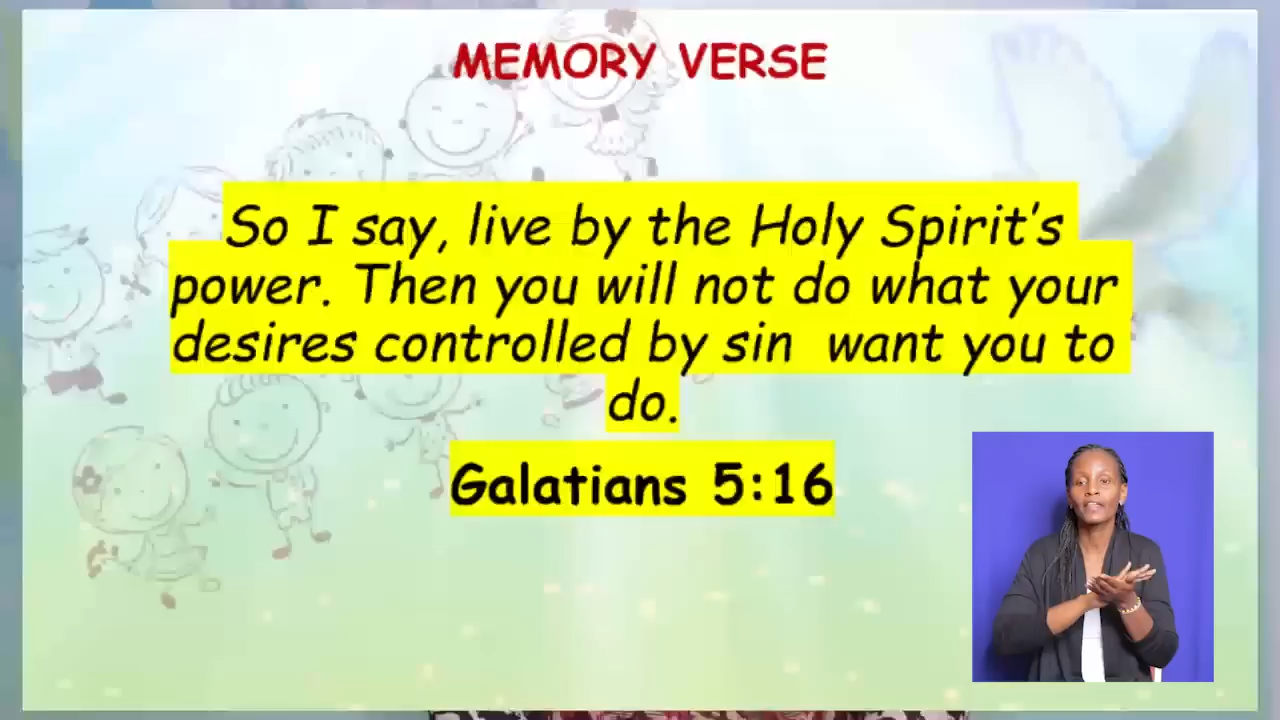 MEMORY VERSE
So I say, live by the Holy Spirit’s
power. Then you will not do what your
desires controlled by sin  want you to
do.
Galatians 5:16